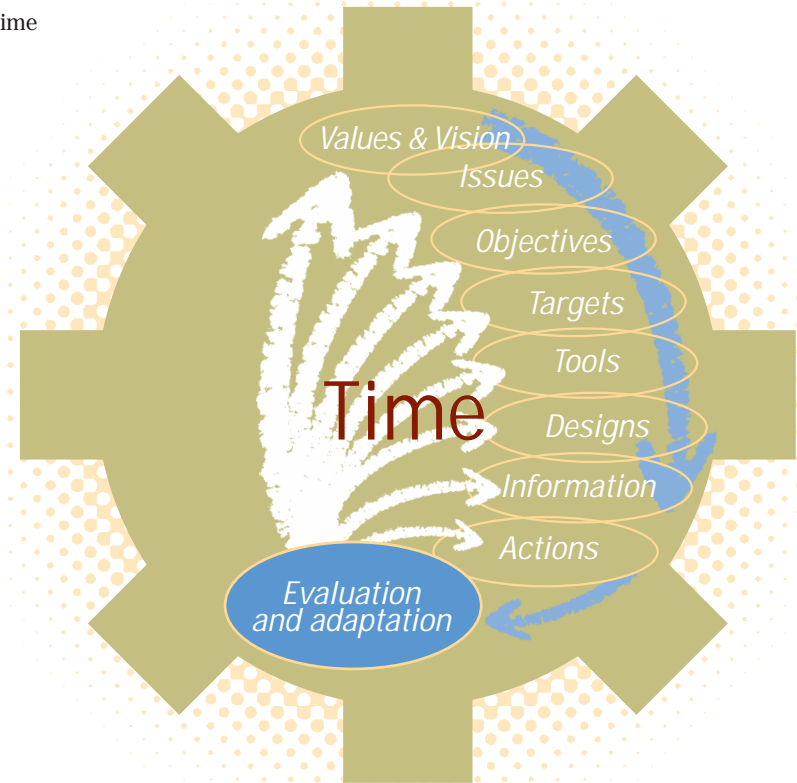 ime
Values & Vision
Issues
Objectives
Targets
Tools
Time
Designs
Information
Actions
Evaluation
and adaptation